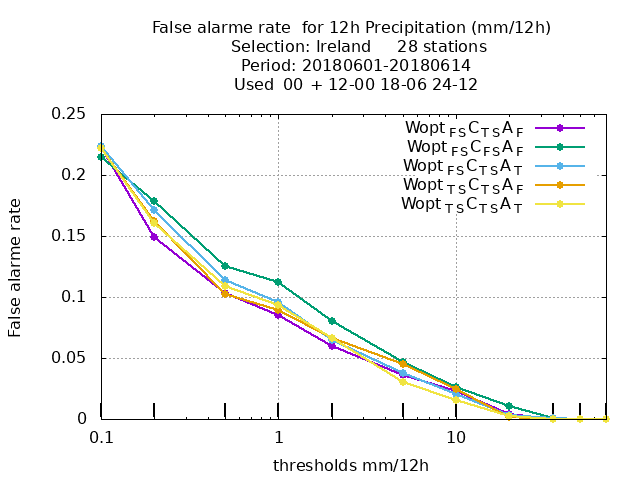 False alarme rate for 12h Precipitation (mm/12h)
Selection: Ireland 28 stations
Period: 20180601-20180614
Used 00 + 12-00 18-06 24-12
0.25
0.2
0.15
0.1
0.05
0
0.1
1
10
False alarme rate
thresholds mm/12h
Wopt FS C TS A F
Wopt FS C FS A F
Wopt FS C TS A T
Wopt TS C TS A F
Wopt TS C TS A T